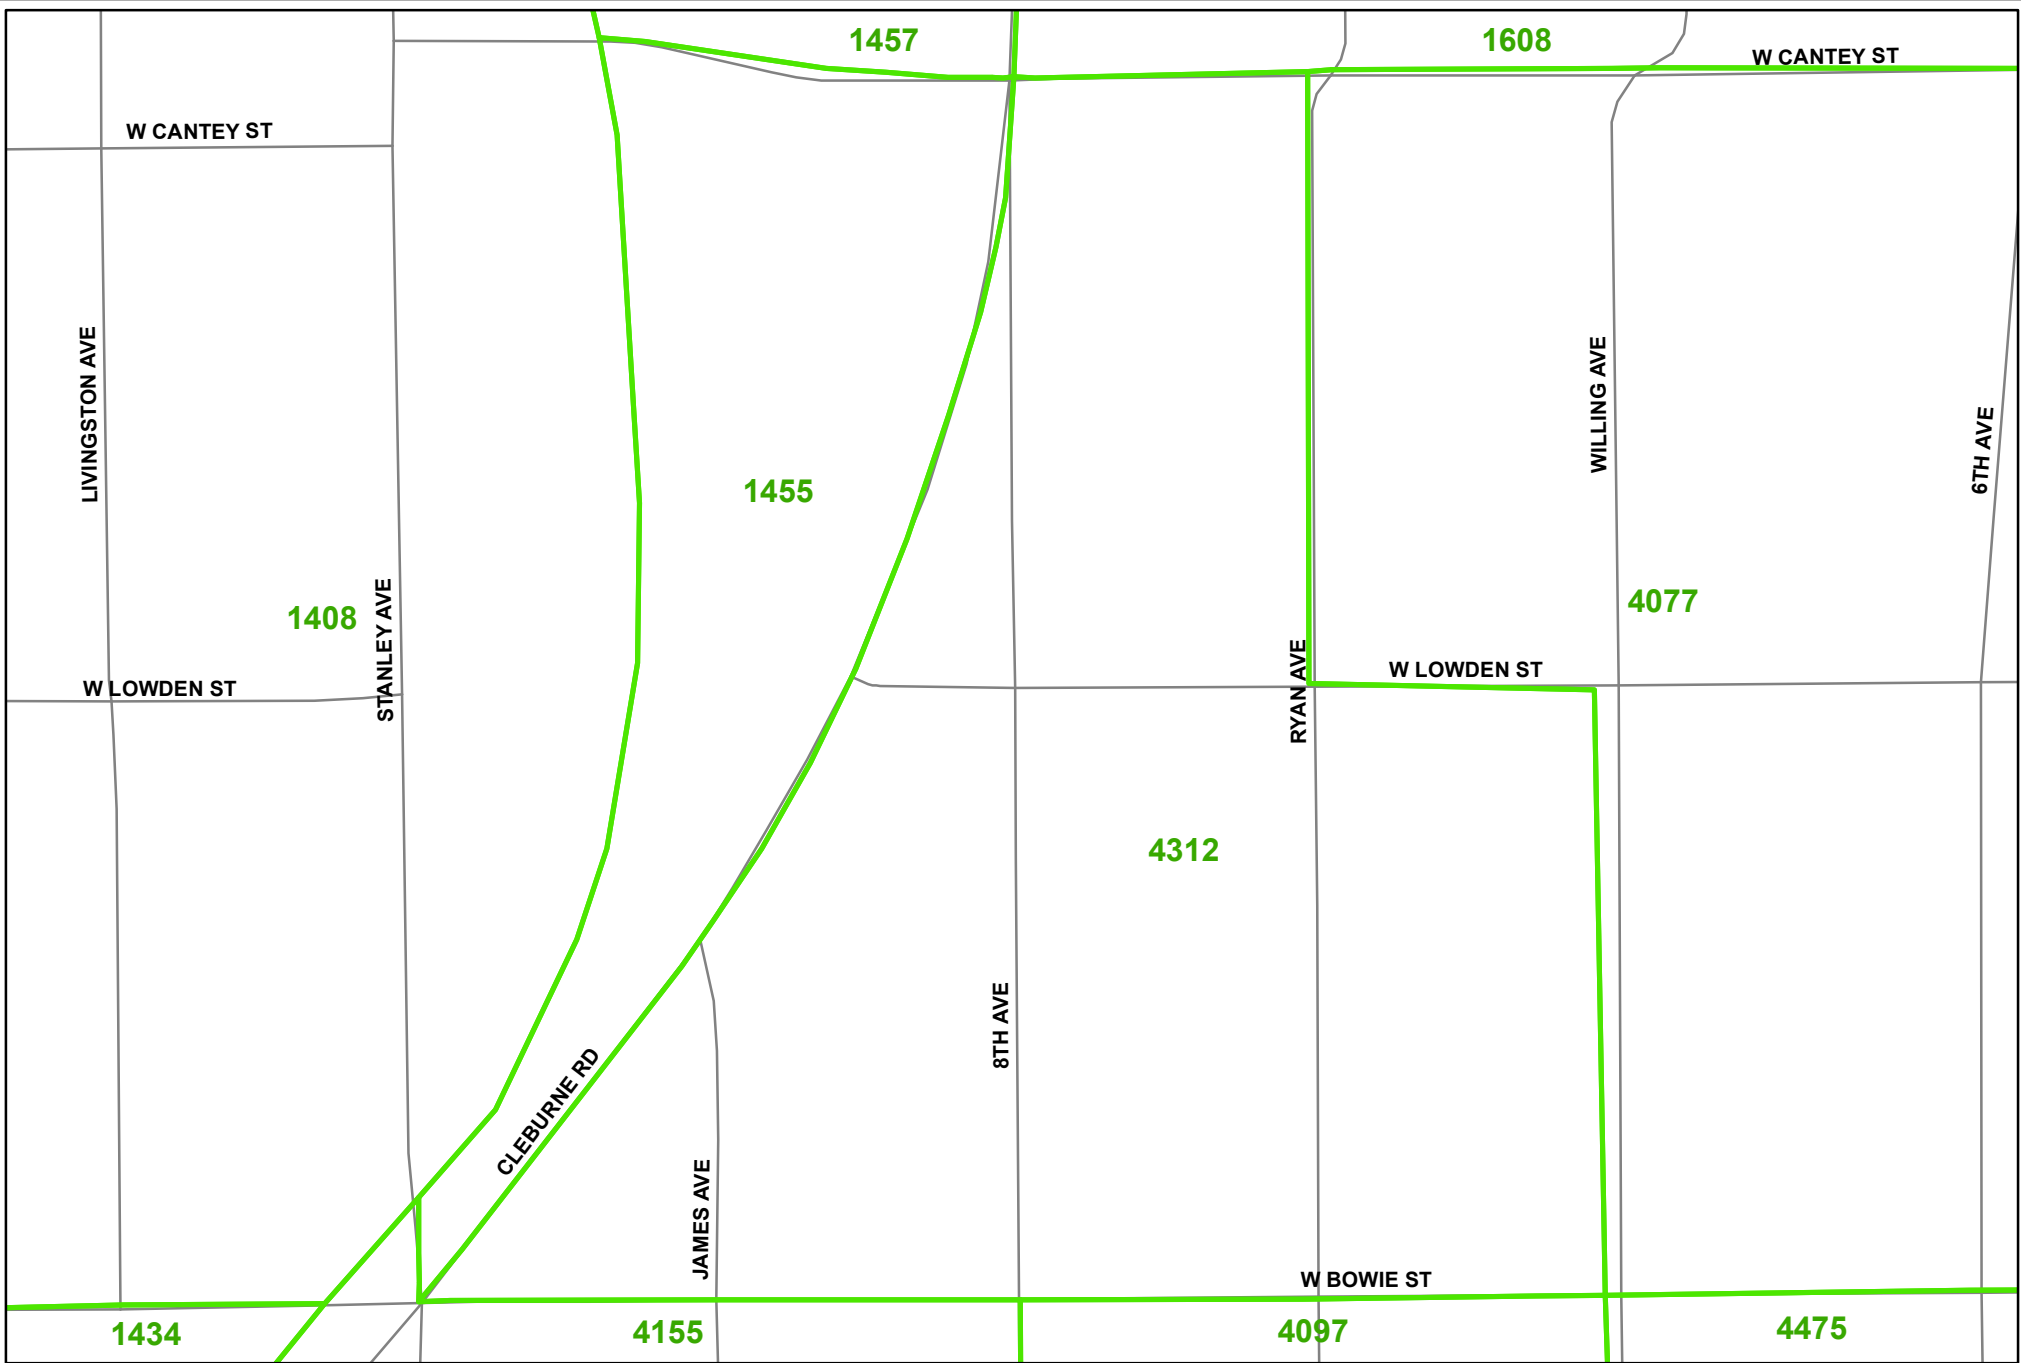 1457
1608
W CANTEY ST
W CANTEY ST
LIVINGSTON AVE
WILLING AVE
6TH AVE
1455
1408
STANLEY AVE
4077
W LOWDEN ST
RYAN AVE
W LOWDEN ST
4312
8TH AVE
CLEBURNE RD
JAMES AVE
W BOWIE ST
1434
4155
4097
4475